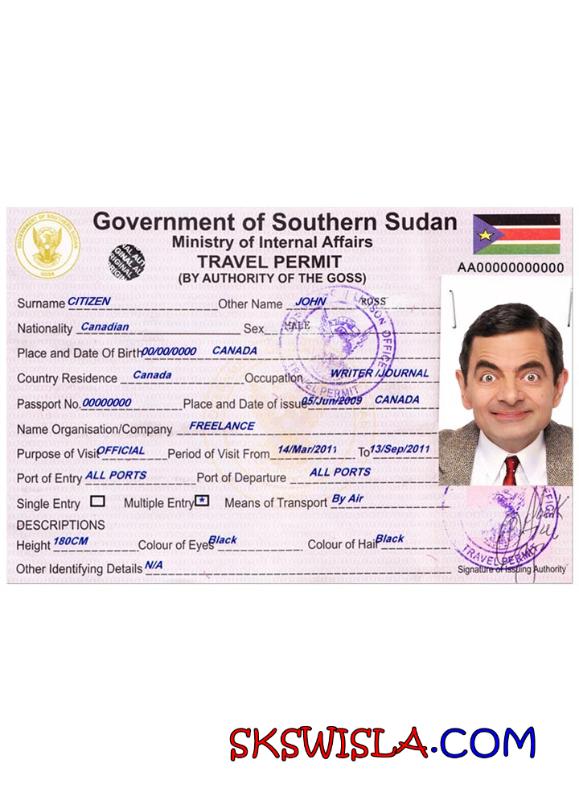 Government of Southern Sudan
Ministry of Internal Affairs
TRAVEL PERMIT
(BY AUTHORITY OF THE GOSS)
AA00000000000
Surname CITIZEN Other Name JOHN ROSS
Nationality Canadian Sex MALE
Place and Date Of Birth 00/00/0000 CANADA
Country Residence Canada Occupation WRITER /JOURNAL
Passport No. 00000000 Place and Date of issue 05/Jun/2009 CANADA
Name Organisation/Company FREELANCE
Purpose of Visit OFFICIAL Period of Visit From 14/Mar/2011 To 13/Sep/2011
Port of Entry ALL PORTS Port of Departure ALL PORTS
Single Entry Multiple Entry Means of Transport By Air
DESCRIPTIONS
Height 180CM Colour of Eyes Black Colour of Hair Black
Other Identifying Details N/A
Signature of Issuing Authority
TRAVEL PERMIT
TRAVEL PERMIT
SKSWISLA.COM